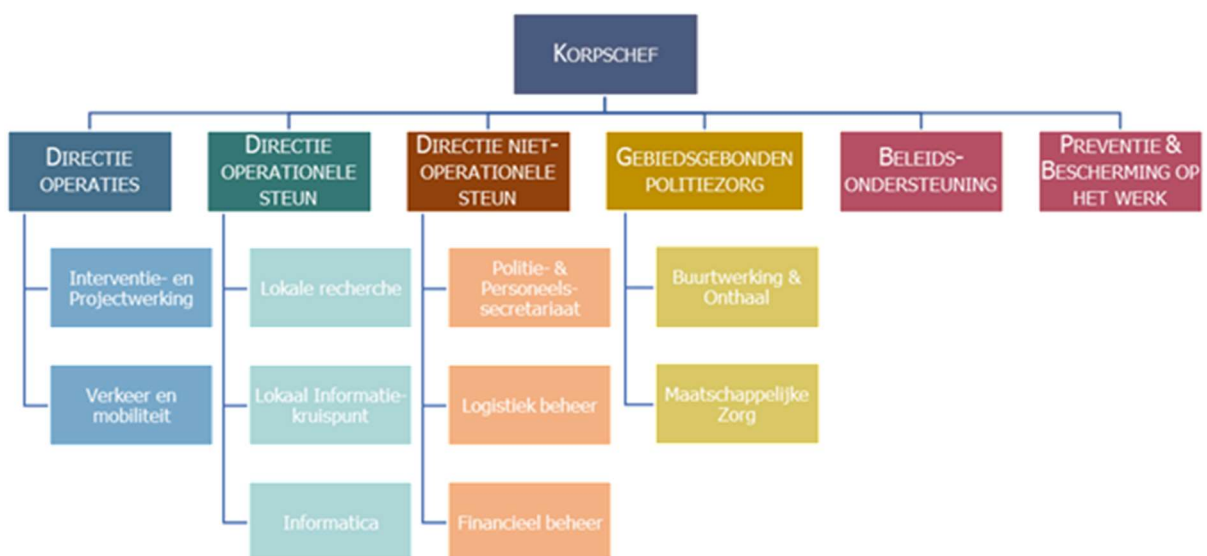 KORPSCHEF
DIRECTIE
OPERATIES
DIRECTIE
OPERATIONELE
STEUN
DIRECTIE NIET-
OPERATIONELE
STEUN
GEBIEDSGEBONDEN
POLITIEZORG
BELEIDS-
ONDERSTEUNING
PREVENTIE &
BESCHERMING OP
HET WERK
Interventie- en
Projectwerking
Verkeer en
mobiliteit
Lokale recherche
Lokaal Informatie-
kruispunt
Informatica
Politie- &
Personeels-
secretariaat
Logistiek beheer
Financieel beheer
Buurtwerking &
Onthaal
Maatschappelijke
Zorg